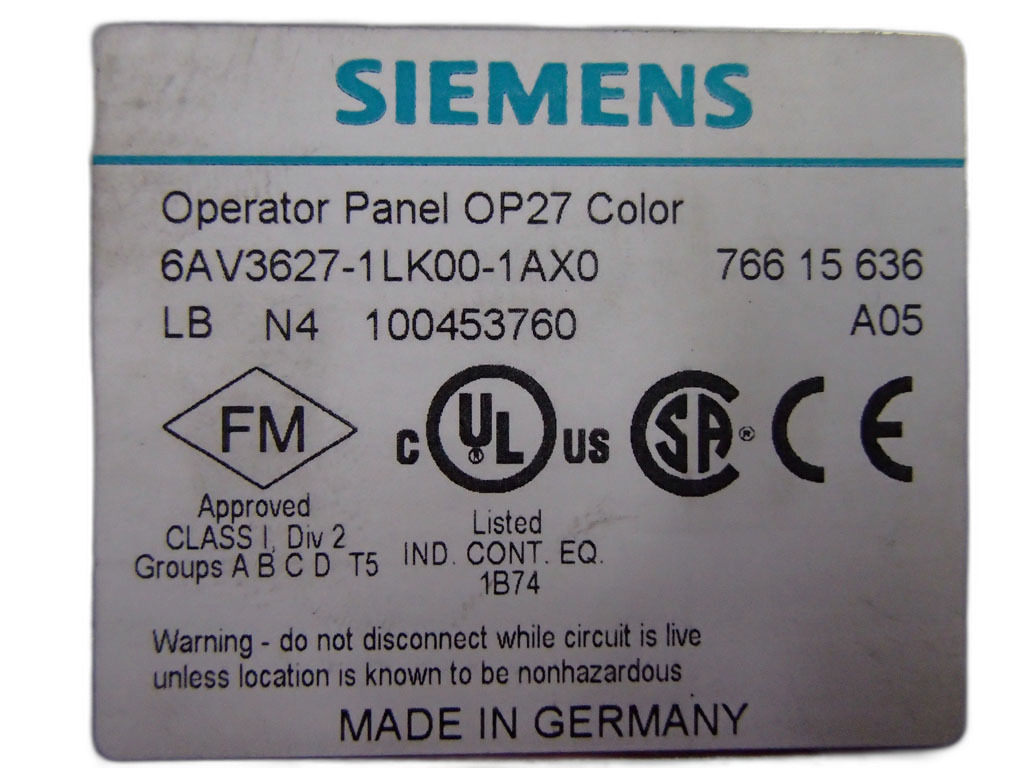 SIEMENS
Operator Panel OP27 Color
6AV3627-1LK00-1AX0 766 15 636
LB N4 100453760 A05
FM
c UL ® US
SA ®
CE
Approved
CLASS I, Div 2
Groups A B C D T5
Listed
IND. CONT. EQ.
1B74
Warning - do not disconnect while circuit is live
unless location is known to be nonhazardous
MADE IN GERMANY